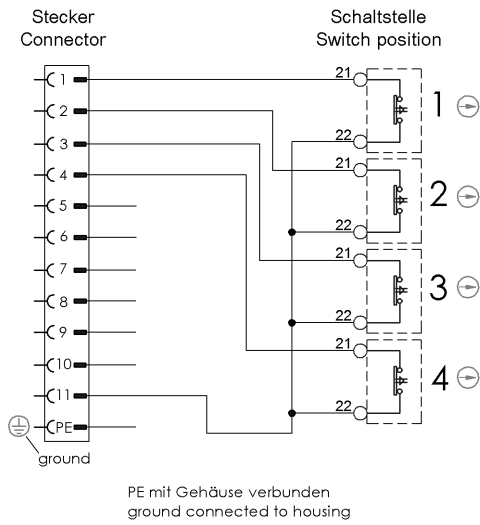 Stecker
Connector
Schaltstelle
Switch position
1
2
3
4
5
6
7
8
9
10
11
PE
ground
21
22
1
21
22
2
21
22
3
21
22
4
PE mit Gehäuse verbunden
ground connected to housing